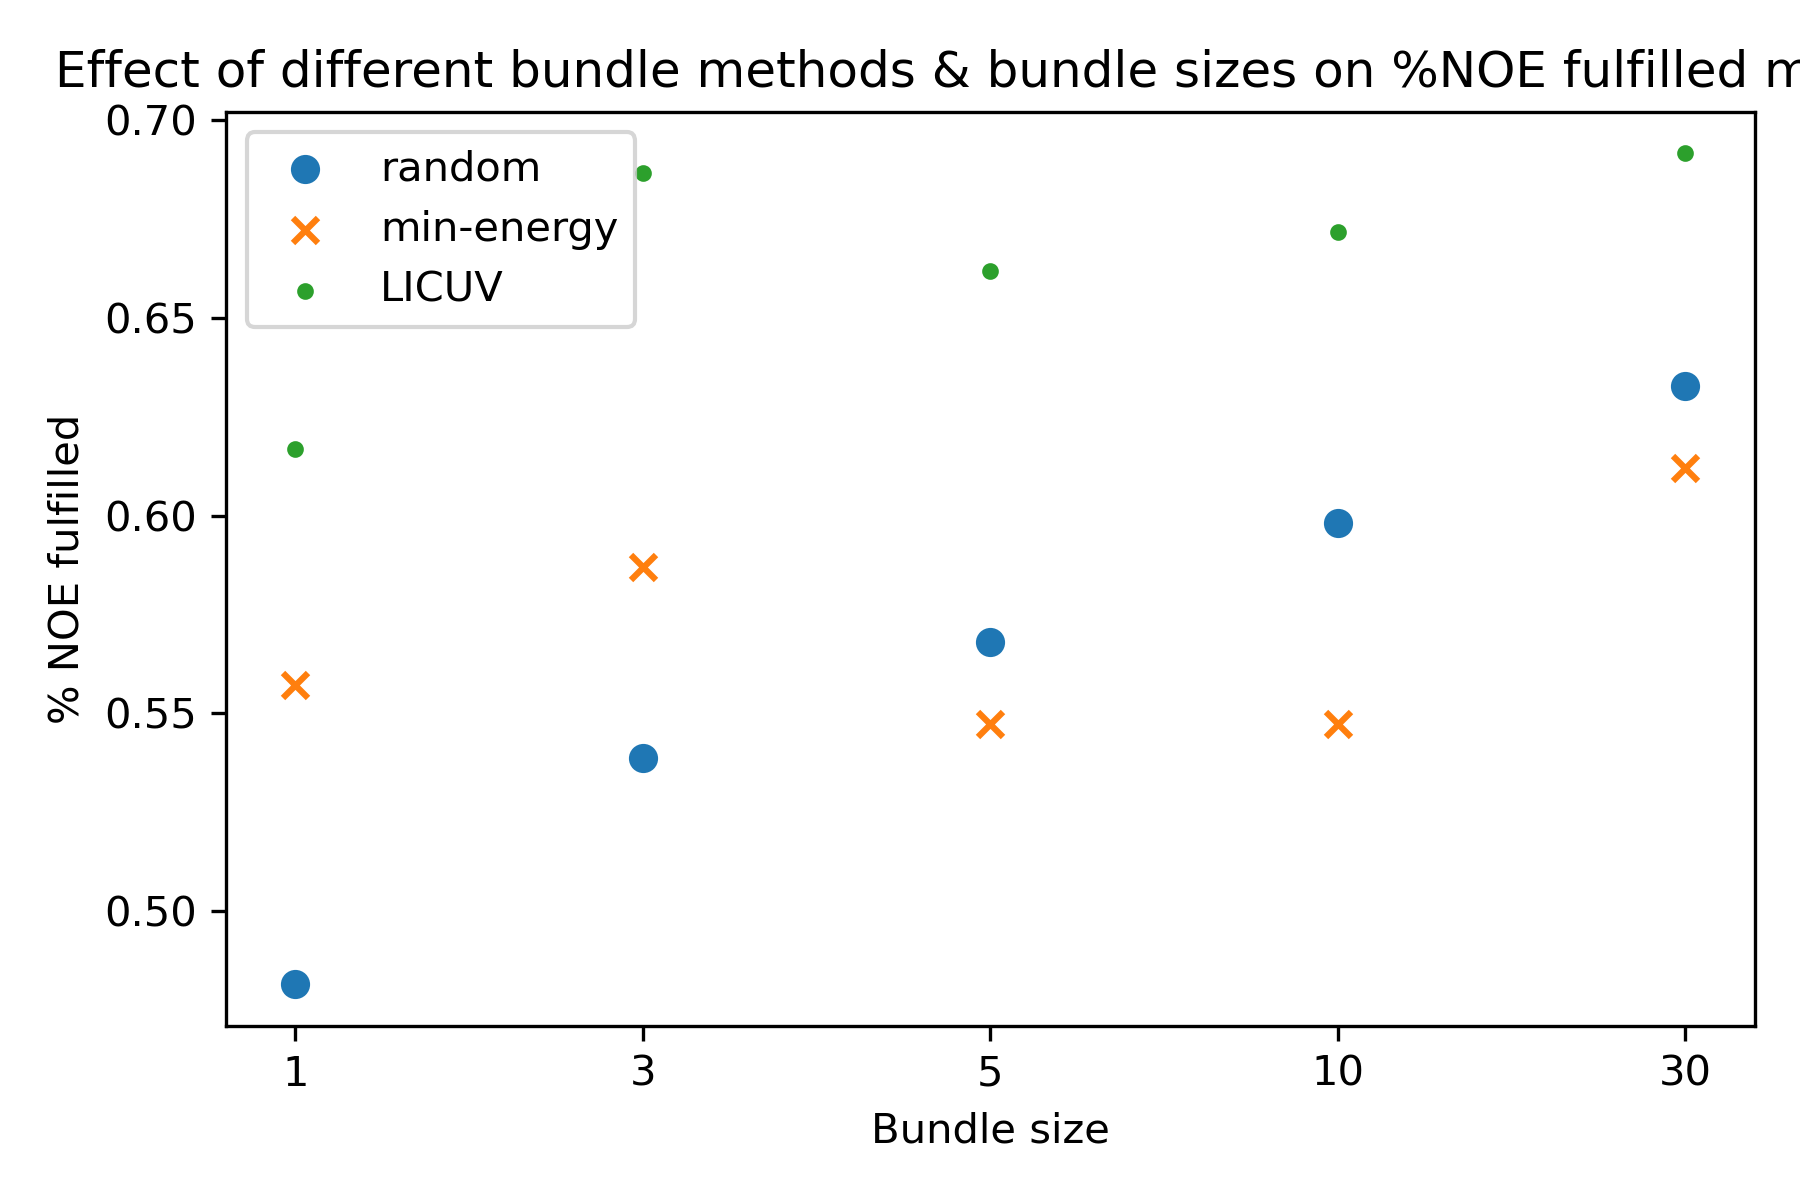 Effect of different bundle methods & bundle sizes on %NOE fulfilled
0.70
random
min-energy
LICUV
0.65
0.60
0.55
0.50
% NOE fulfilled
1 3 5 10 30
Bundle size